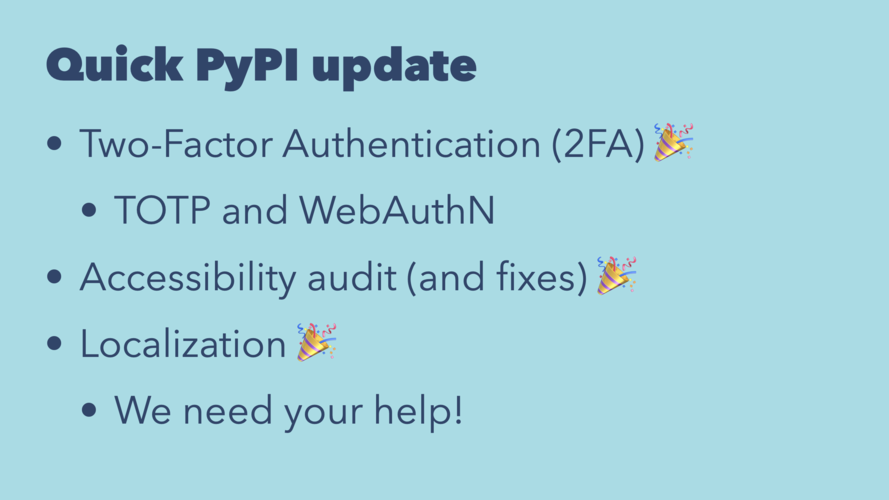 Quick PyPI update
• Two-Factor Authentication (2FA) 🎉
• TOTP and WebAuthN
• Accessibility audit (and fixes) 🎉
• Localization 🎉
• We need your help!